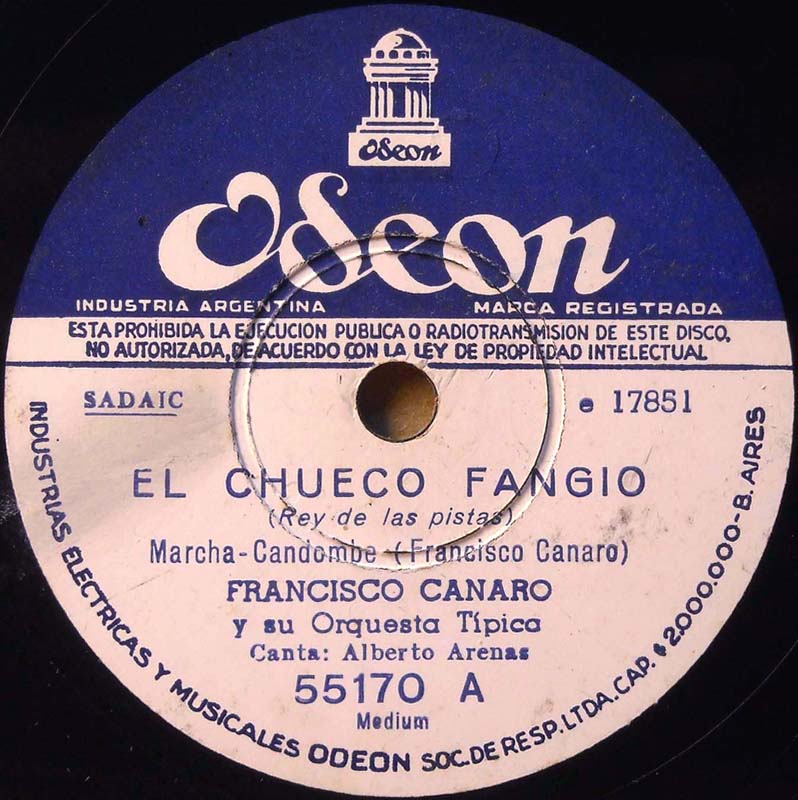 Odeon
Odeon
INDUSTRIA ARGENTINA MARCA REGISTRADA
ESTA PROHIBIDA LA EJECUCION PUBLICA O RADIOTRANSMISION DE ESTE DISCO,
NO AUTORIZADA, DE ACUERDO CON LA LEY DE PROPIEDAD INTELECTUAL
SADAIC e 17851
EL CHUECO FANGIO
(Rey de las pistas)
Marcha-Candombe (Francisco Canaro)
FRANCISCO CANARO
y su Orquesta Típica
Canta: Alberto Arenas
55170 A
Medium
INDUSTRIAS ELECTRICAS Y MUSICALES ODEON SOC. DE RESP. LTDA. CAP. $ 2.000.000-B. AIRES